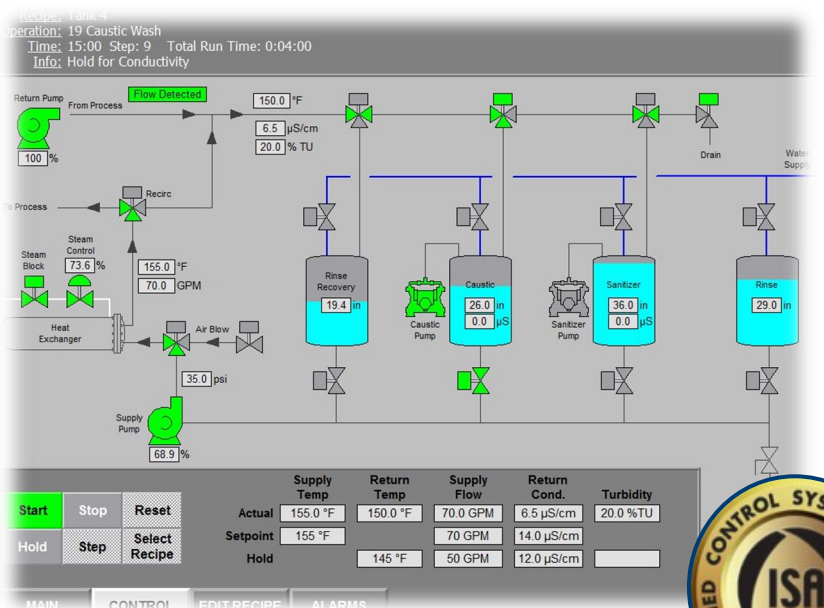 Recipe: Tank 4
Operation: 19 Caustic Wash
Time: 15:00 Step: 9 Total Run Time: 0:04:00
Info: Hold for Conductivity
Return Pump
From Process
Flow Detected
150.0 °F
6.5 µS/cm
20.0 % TU
100 %
Drain
Water
Supply
To Process
Recirc
Steam
Block
Steam
Control
73.6 %
155.0 °F
70.0 GPM
Heat
Exchanger
Air Blow
35.0 psi
Supply
Pump
68.9 %
Rinse
Recovery
19.4 in
Caustic
Pump
Caustic
26.0 in
0.0 µS
Sanitizer
Pump
Sanitizer
36.0 in
0.0 µS
Rinse
29.0 in
Start Stop Reset
Hold Step Select
Recipe
Supply
Temp Return
Temp Supply
Flow Return
Cond. Turbidity
Actual 155.0 °F 150.0 °F 70.0 GPM 6.5 µS/cm 20.0 %TU
Setpoint 155 °F 70 GPM 14.0 µS/cm
Hold 145 °F 50 GPM 12.0 µS/cm
MAIN CONTROL EDIT RECIPE ALARMS
CONTROL
ISA